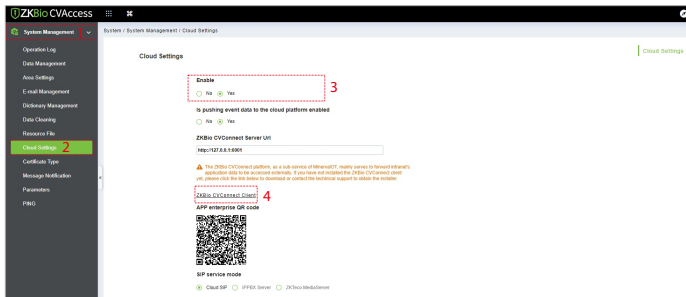 ZKBio CVAccess
System Management
1
System / System Management / Cloud Settings
Operation Log
Data Management
Area Settings
E-mail Management
Dictionary Management
Data Cleaning
Resource File
Cloud Settings
2
Certificate Type
Message Notification
Parameters
PING
Cloud Settings
Cloud Settings
Enable
No
Yes
3
Is pushing event data to the cloud platform enabled
No
Yes
ZKBio CVConnect Server Url
http://127.0.0.1:6001
The ZKBio CVConnect platform, as a sub-service of MinervaIOT, mainly serves to forward intranet's
application data to be accessed externally. If you have not installed the ZKBio CVConnect client
yet, please click the link below to download or contact the technical support to obtain the installer
ZKBio CVConnect Client
4
APP enterprise QR code
SIP service mode
Cloud SIP
IPPBX Server
ZKTeco MediaServer